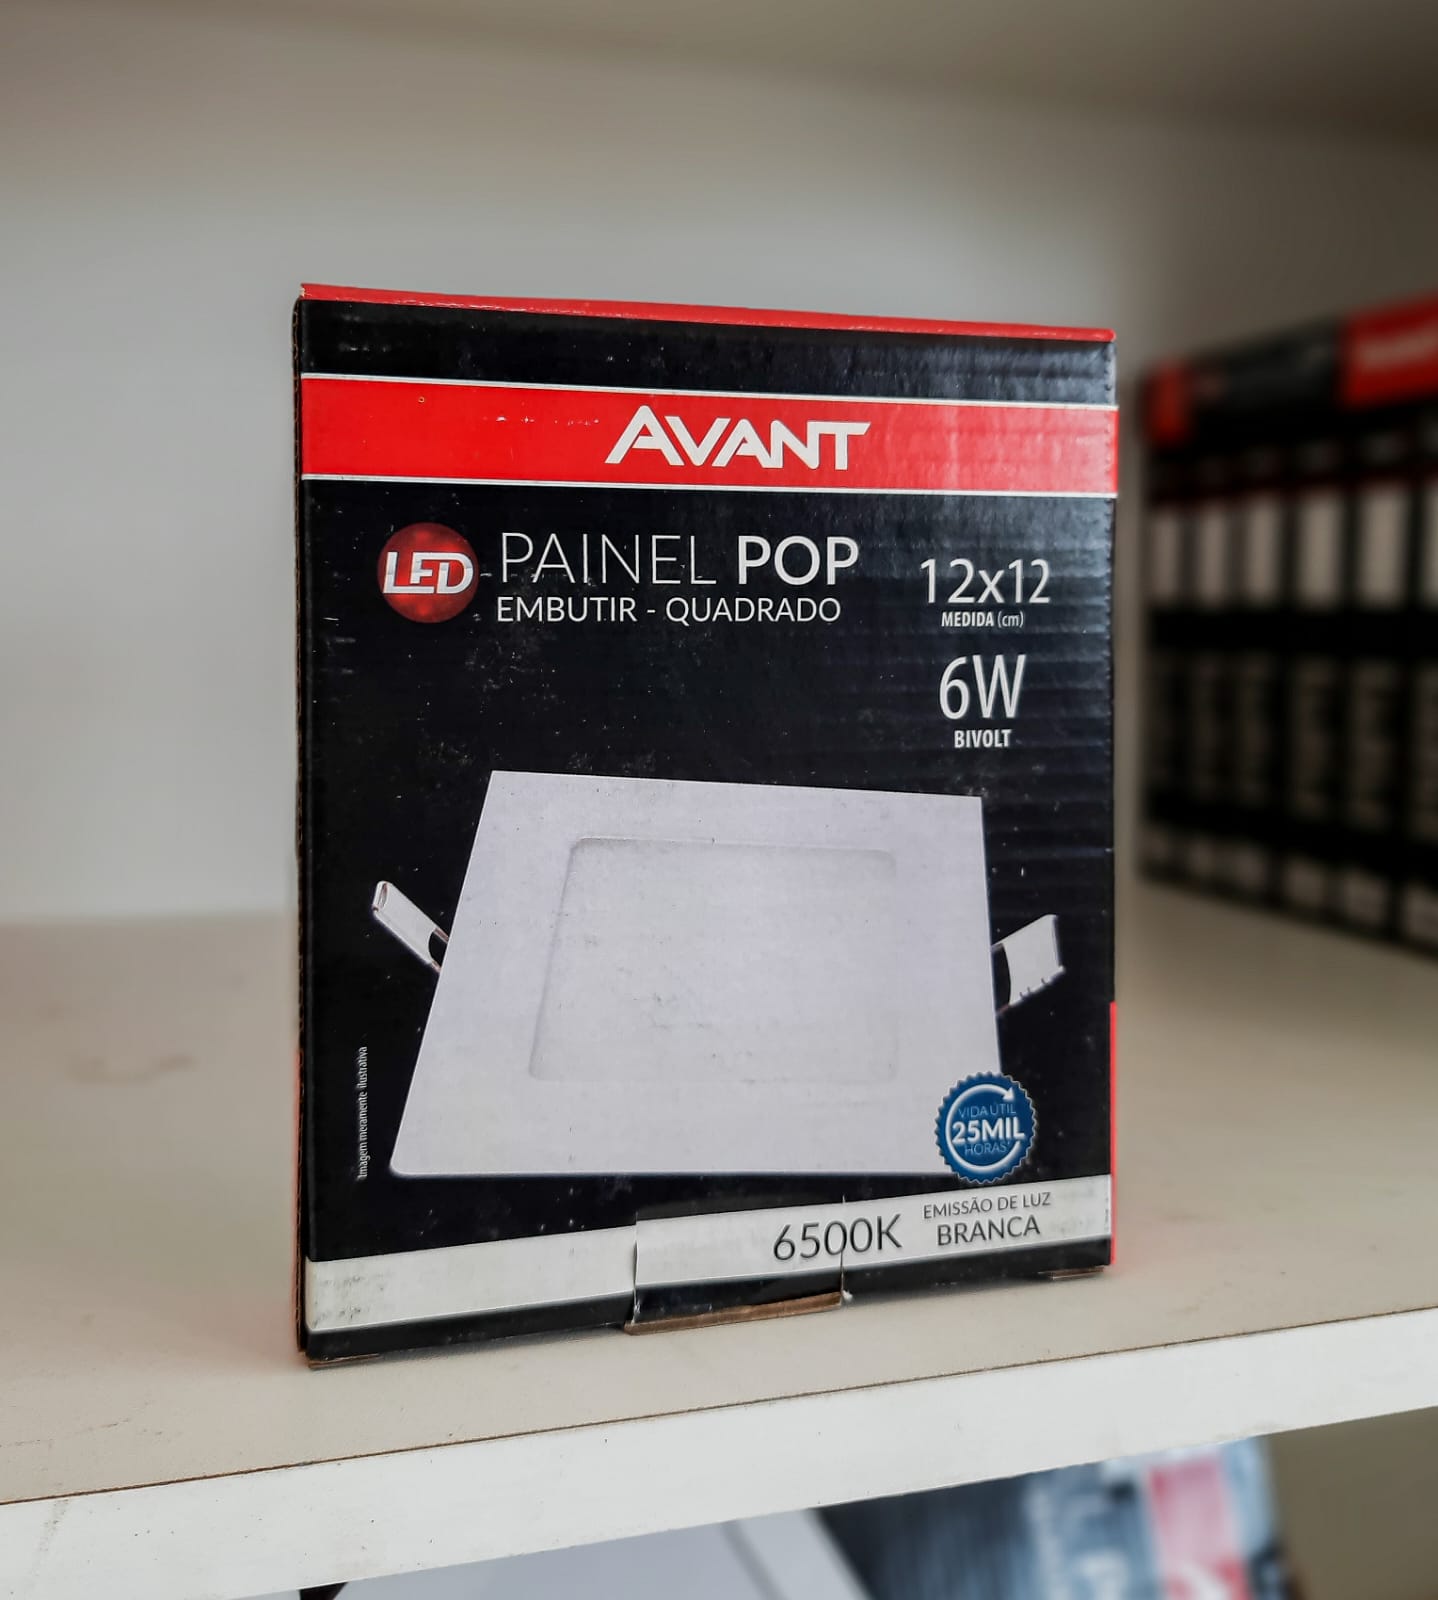 AVANT
LED PAINEL POP
EMBUTIR - QUADRADO
12x12
MEDIDA (cm)
6W
BIVOLT
Imagem meramente ilustrativa
VIDA ÚTIL
25MIL
HORAS*
6500K
EMISSÃO DE LUZ
BRANCA